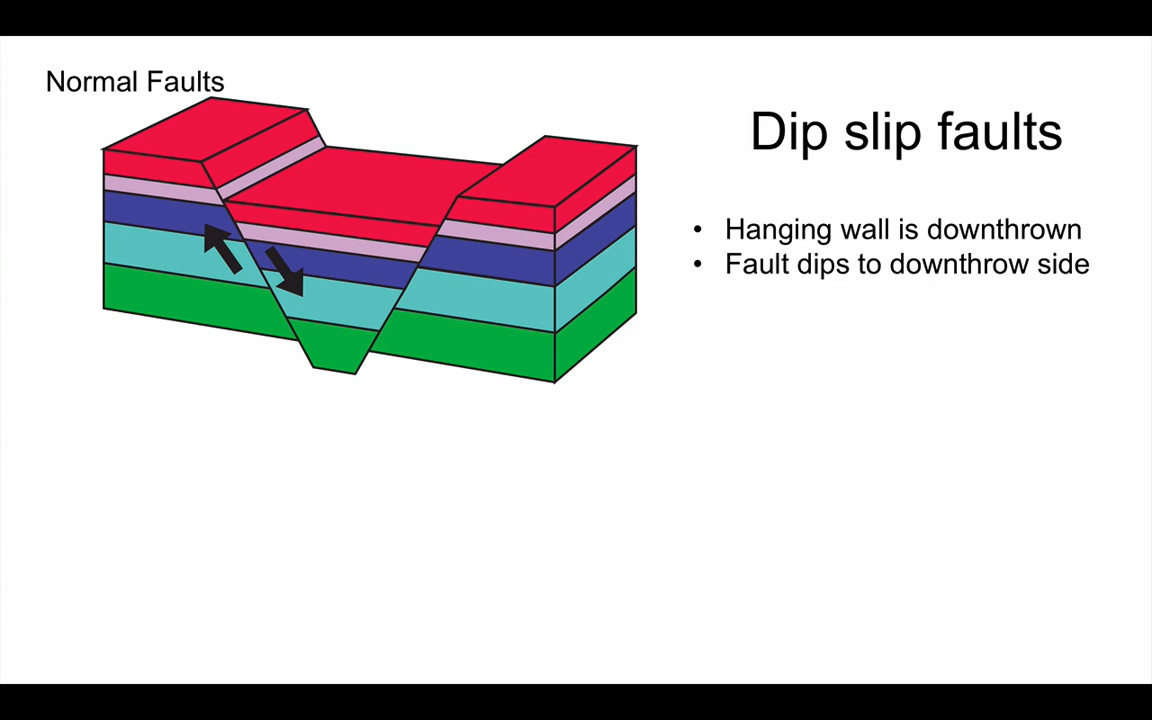 Normal Faults
Dip slip faults
• Hanging wall is downthrown
• Fault dips to downthrow side